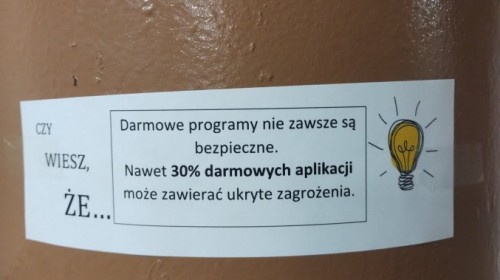 CZY
WIESZ,
ŻE...
Darmowe programy nie zawsze są
bezpieczne.
Nawet 30% darmowych aplikacji
może zawierać ukryte zagrożenia.